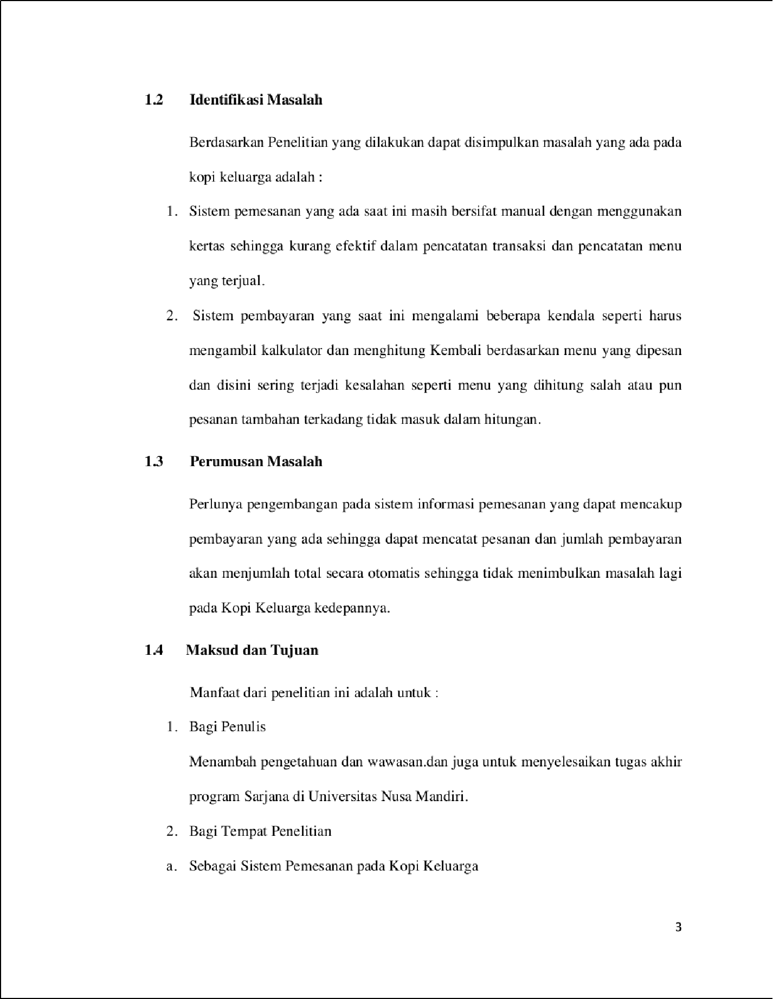 1.2 Identifikasi Masalah
Berdasarkan Penelitian yang dilakukan dapat disimpulkan masalah yang ada pada
kopi keluarga adalah :
1. Sistem pemesanan yang ada saat ini masih bersifat manual dengan menggunakan
kertas sehingga kurang efektif dalam pencatatan transaksi dan pencatatan menu
yang terjual.
2. Sistem pembayaran yang saat ini mengalami beberapa kendala seperti harus
mengambil kalkulator dan menghitung Kembali berdasarkan menu yang dipesan
dan disini sering terjadi kesalahan seperti menu yang dihitung salah atau pun
pesanan tambahan terkadang tidak masuk dalam hitungan.
1.3 Perumusan Masalah
Perlunya pengembangan pada sistem informasi pemesanan yang dapat mencakup
pembayaran yang ada sehingga dapat mencatat pesanan dan jumlah pembayaran
akan menjumlah total secara otomatis sehingga tidak menimbulkan masalah lagi
pada Kopi Keluarga kedepannya.
1.4 Maksud dan Tujuan
Manfaat dari penelitian ini adalah untuk :
1. Bagi Penulis
Menambah pengetahuan dan wawasan.dan juga untuk menyelesaikan tugas akhir
program Sarjana di Universitas Nusa Mandiri.
2. Bagi Tempat Penelitian
a. Sebagai Sistem Pemesanan pada Kopi Keluarga
3